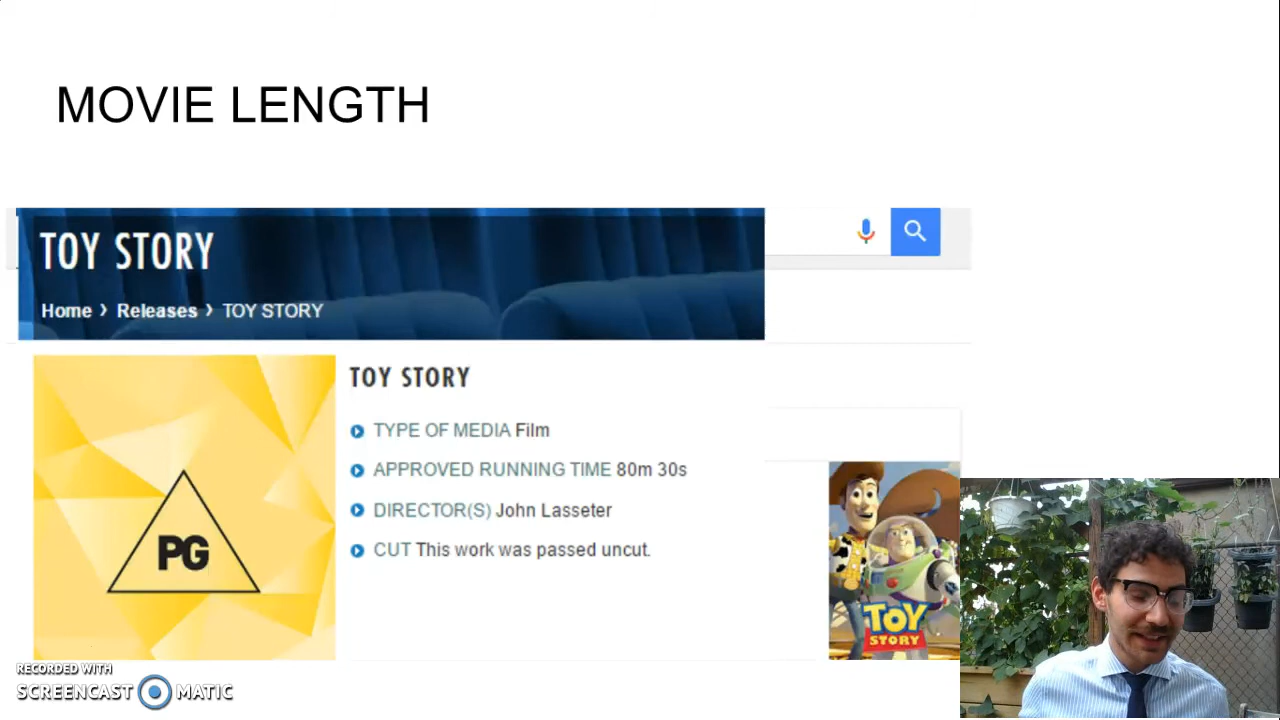 MOVIE LENGTH
TOY STORY
Home › Releases › TOY STORY
TOY STORY
TYPE OF MEDIA Film
APPROVED RUNNING TIME 80m 30s
DIRECTOR(S) John Lasseter
CUT This work was passed uncut.
PG
TOY
STORY
RECORDED WITH
SCREENCAST MATIC